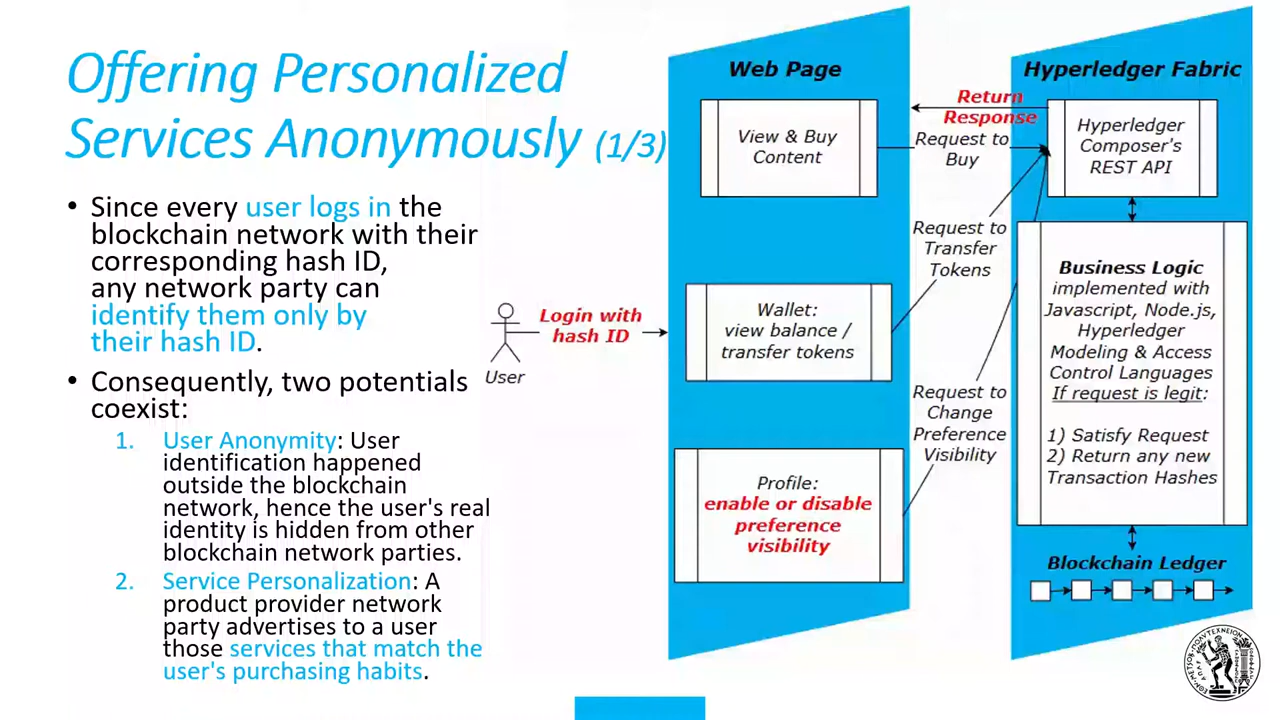 Offering Personalized
Services Anonymously (1/3)
• Since every user logs in the
blockchain network with their
corresponding hash ID,
any network party can
identify them only by
their hash ID.
• Consequently, two potentials
coexist:
1. User Anonymity: User
identification happened
outside the blockchain
network, hence the user's real
identity is hidden from other
blockchain network parties.
2. Service Personalization: A
product provider network
party advertises to a user
those services that match the
user's purchasing habits.
User
Login with
hash ID
Web Page
View & Buy
Content
Wallet:
view balance /
transfer tokens
Profile:
enable or disable
preference
visibility
Return
Response
Request to
Buy
Request to
Transfer
Tokens
Request to
Change
Preference
Visibility
Hyperledger Fabric
Hyperledger
Composer's
REST API
Business Logic
implemented with
Javascript, Node.js,
Hyperledger
Modeling & Access
Control Languages
If request is legit:
1) Satisfy Request
2) Return any new
Transaction Hashes
Blockchain Ledger